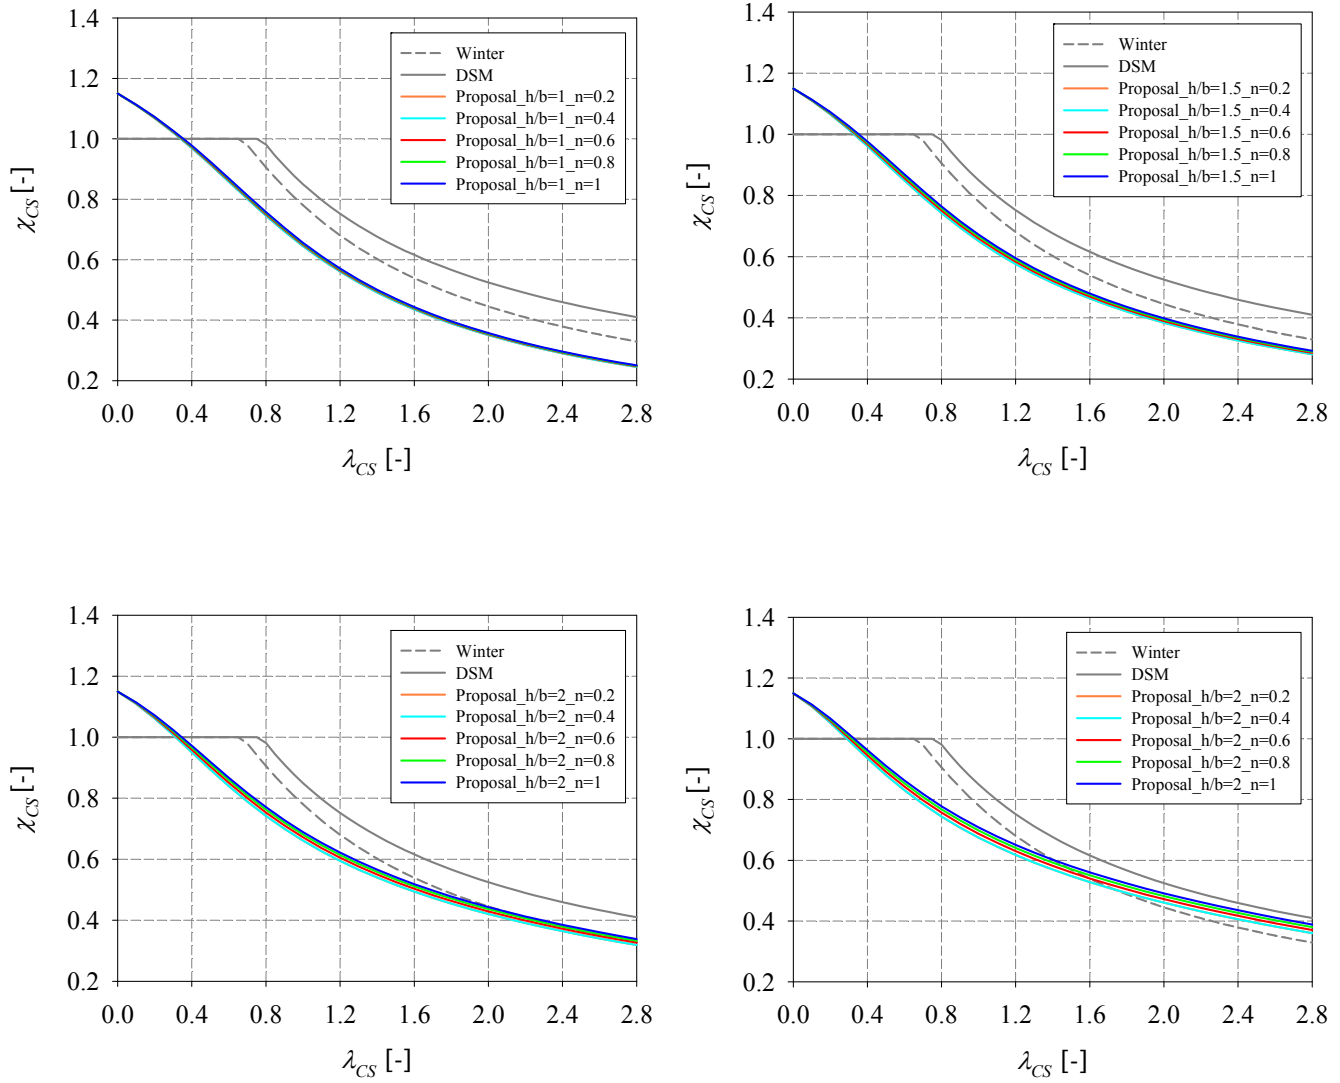 1.4
1.2
1.0
0.8
0.6
0.4
0.2
χCS [-]
Winter
DSM
Proposal_h/b=1_n=0.2
Proposal_h/b=1_n=0.4
Proposal_h/b=1_n=0.6
Proposal_h/b=1_n=0.8
Proposal_h/b=1_n=1
0.0 0.4 0.8 1.2 1.6 2.0 2.4 2.8
λCS [-]
1.4
1.2
1.0
0.8
0.6
0.4
0.2
χCS [-]
Winter
DSM
Proposal_h/b=1.5_n=0.2
Proposal_h/b=1.5_n=0.4
Proposal_h/b=1.5_n=0.6
Proposal_h/b=1.5_n=0.8
Proposal_h/b=1.5_n=1
0.0 0.4 0.8 1.2 1.6 2.0 2.4 2.8
λCS [-]
1.4
1.2
1.0
0.8
0.6
0.4
0.2
χCS [-]
Winter
DSM
Proposal_h/b=2_n=0.2
Proposal_h/b=2_n=0.4
Proposal_h/b=2_n=0.6
Proposal_h/b=2_n=0.8
Proposal_h/b=2_n=1
0.0 0.4 0.8 1.2 1.6 2.0 2.4 2.8
λCS [-]
1.4
1.2
1.0
0.8
0.6
0.4
0.2
χCS [-]
Winter
DSM
Proposal_h/b=2_n=0.2
Proposal_h/b=2_n=0.4
Proposal_h/b=2_n=0.6
Proposal_h/b=2_n=0.8
Proposal_h/b=2_n=1
0.0 0.4 0.8 1.2 1.6 2.0 2.4 2.8
λCS [-]